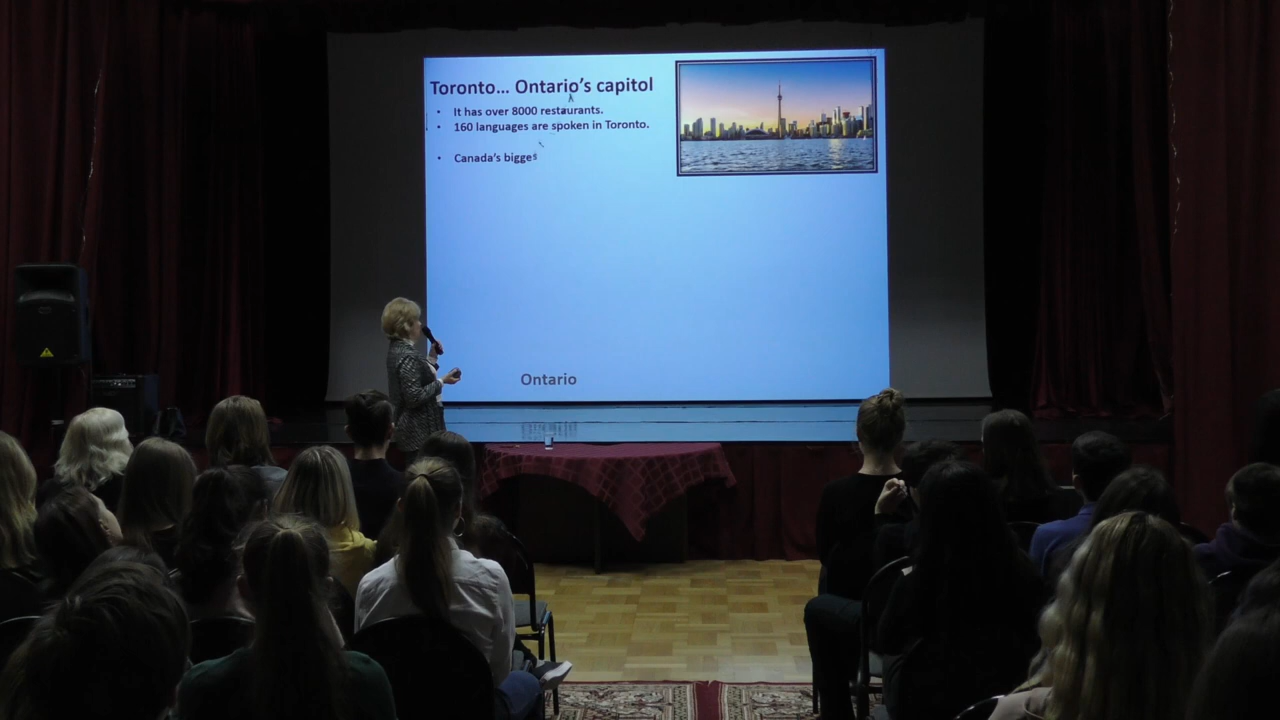 Toronto... Ontario's capitol
• It has over 8000 restaurants.
• 160 languages are spoken in Toronto.
• Canada's bigges
Ontario